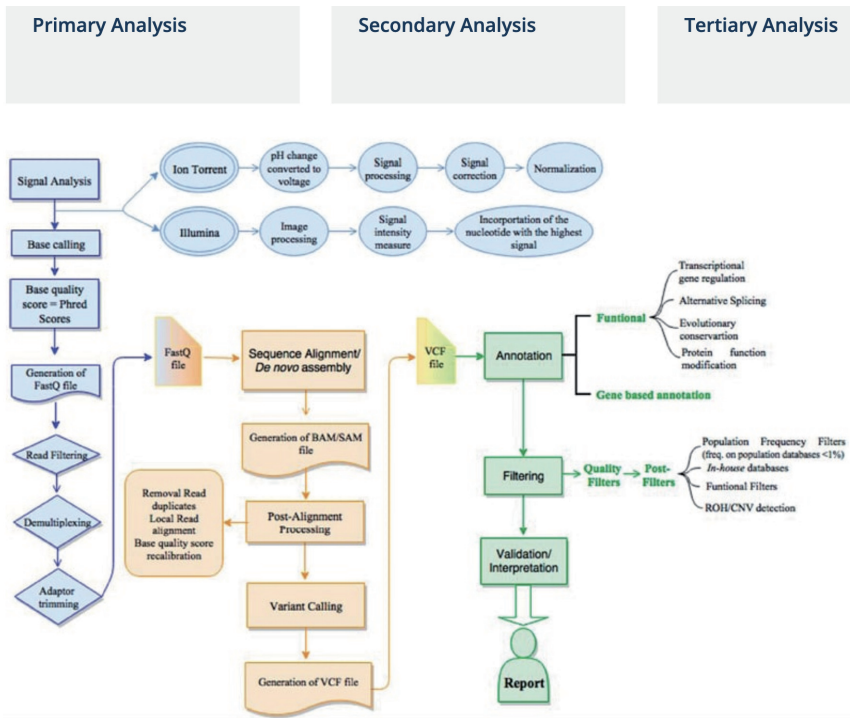 Primary Analysis
Secondary Analysis
Tertiary Analysis
Signal Analysis
Ion Torrent
pH change
converted to
voltage
Signal
processing
Signal
correction
Normalization
Illumina
Image
processing
Signal
intensity
measure
Incorportation of the
nucleotide with the highest
signal
Base calling
Base quality
score = Phred
Scores
Generation of
FastQ file
Read Filtering
Demultiplexing
Adaptor
trimming
FastQ
file
Sequence Alignment/
De novo assembly
Generation of BAM/SAM
file
Removal Read
duplicates
Local Read
alignment
Base quality score
recalibration
Post-Alignment
Processing
Variant Calling
Generation of VCF file
VCF
file
Annotation
Funtional
Transcriptional
gene regulation
Alternative Splicing
Evolutionary
conservartion
Protein function
modification
Gene based annotation
Filtering
Quality
Filters
Post-
Filters
Population Frequency Filters
(freq. on population databases <1%)
In-house databases
Funtional Filters
ROH/CNV detection
Validation/
Interpretation
Report